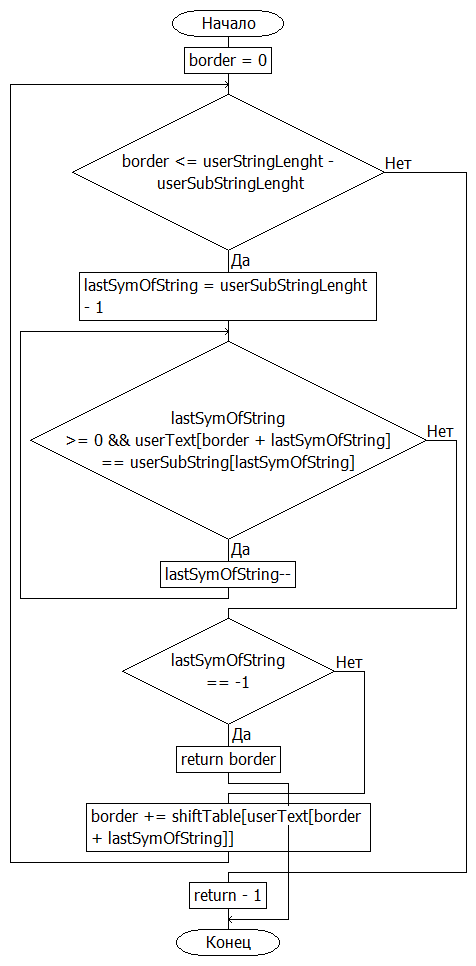 Начало
border = 0
border <= userStringLenght -
userSubStringLenght
Нет
Да
lastSymOfString = userSubStringLenght
- 1
lastSymOfString
>= 0 && userText[border + lastSymOfString]
== userSubString[lastSymOfString]
Нет
Да
lastSymOfString--
lastSymOfString
== -1
Нет
Да
return border
border += shiftTable[userText[border
+ lastSymOfString]]
return - 1
Конец